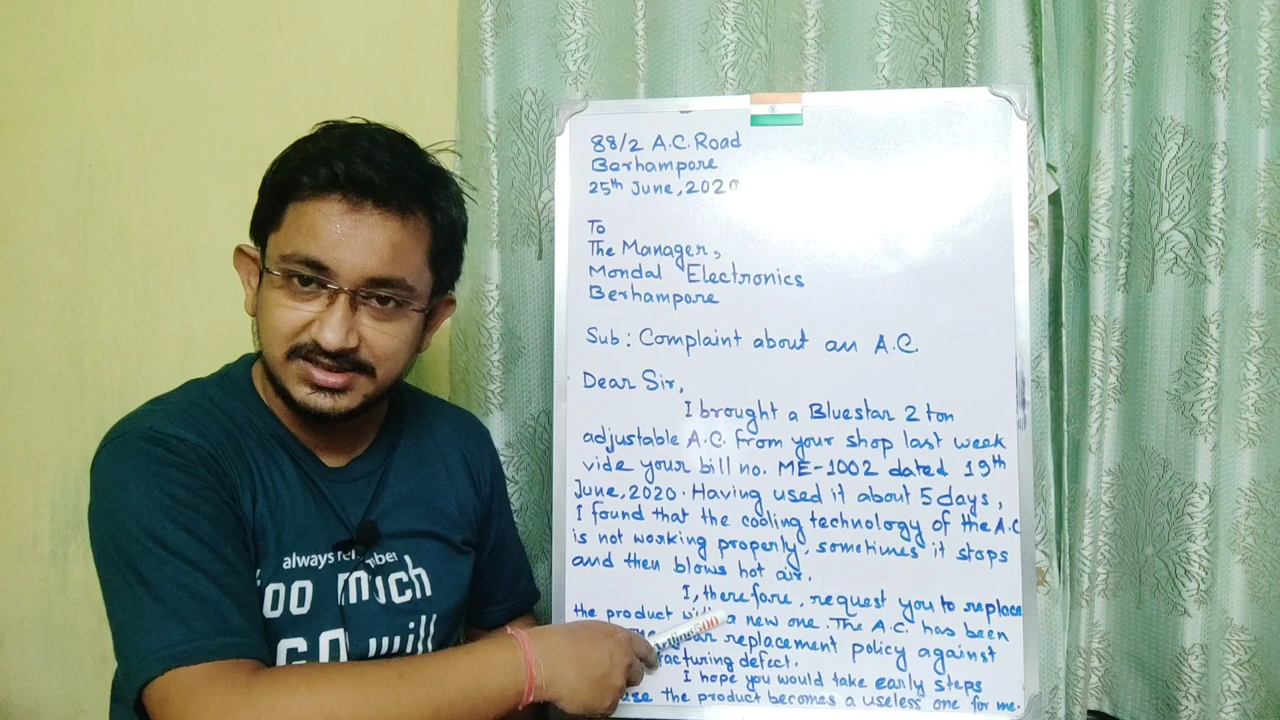 88/2 A.C. Road
Berhampore
25th June, 2020
To
The Manager,
Mondal Electronics
Berhampore
Sub: Complaint about an A.C.
Dear Sir,
I brought a Bluestar 2 ton
adjustable A.C. from your shop last week
vide your bill no. ME-1002 dated 19th
June, 2020. Having used it about 5 days,
I found that the cooling technology of the A.C
is not working properly, sometimes it stops
and then blows hot air.
I, therefore, request you to replace
the product with a new one. The A.C. has been
replacement policy against
defect.
I hope you would take early steps
the product becomes a useless one for me.
always
much
GO will
500